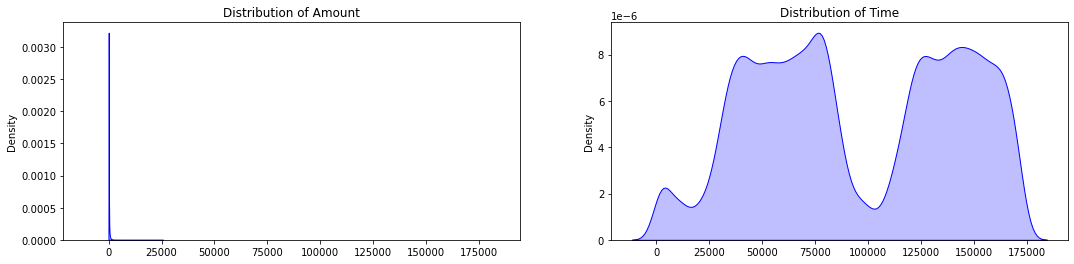 Distribution of Amount
Density
0.0030
0.0025
0.0020
0.0015
0.0010
0.0005
0.0000
0 25000 50000 75000 100000 125000 150000 175000
Distribution of Time
1e−6
Density
8
6
4
2
0
0 25000 50000 75000 100000 125000 150000 175000